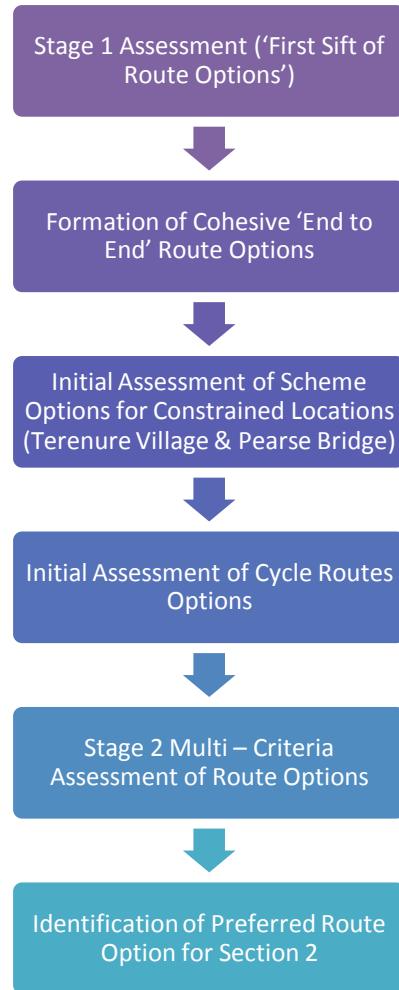 Stage 1 Assessment (‘First Sift of
Route Options’)
Formation of Cohesive ‘End to
End’ Route Options
Initial Assessment of Scheme
Options for Constrained Locations
(Terenure Village & Pearse Bridge)
Initial Assessment of Cycle Routes
Options
Stage 2 Multi – Criteria
Assessment of Route Options
Identification of Preferred Route
Option for Section 2